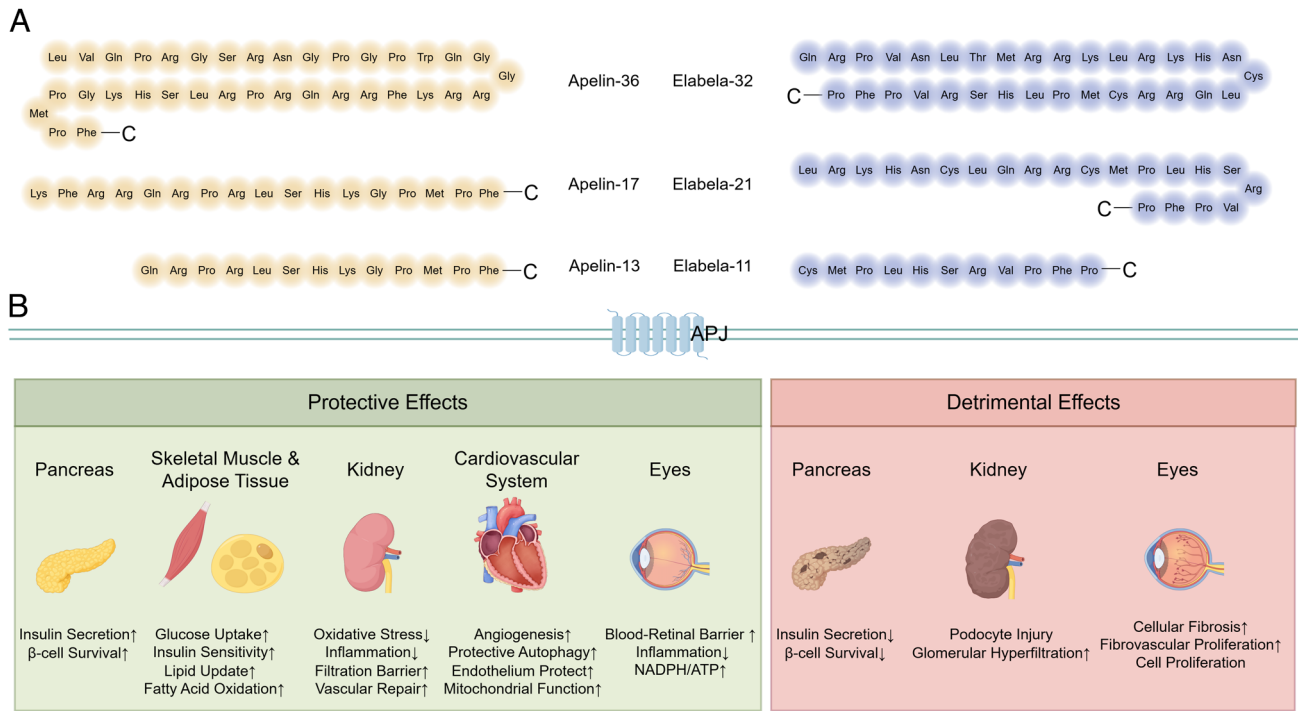 A
Leu Val Gln Pro Arg Gly Ser Arg Asn Gly Pro Gly Pro Trp Gln Gly
Gly
Pro Gly Lys His Ser Leu Arg Pro Arg Gln Arg Arg Phe Lys Arg Arg
Met
Pro Phe C
Apelin-36 Elabela-32
Gln Arg Pro Val Asn Leu Thr Met Arg Arg Lys Leu Arg Lys His Asn
Cys
C Pro Phe Pro Val Arg Ser His Leu Pro Met Cys Arg Arg Gln Leu
Lys Phe Arg Arg Gln Arg Pro Arg Leu Ser His Lys Gly Pro Met Pro Phe C
Apelin-17 Elabela-21
Leu Arg Lys His Asn Cys Leu Gln Arg Arg Cys Met Pro Leu His Ser
Arg
C Pro Phe Pro Val
Gln Arg Pro Arg Leu Ser His Lys Gly Pro Met Pro Phe C
Apelin-13 Elabela-11
Cys Met Pro Leu His Ser Arg Val Pro Phe Pro C
B
APJ
Protective Effects
Pancreas
Insulin Secretion↑
β-cell Survival↑
Skeletal Muscle &
Adipose Tissue
Glucose Uptake↑
Insulin Sensitivity↑
Lipid Update↑
Fatty Acid Oxidation↑
Kidney
Oxidative Stress↓
Inflammation↓
Filtration Barrier↑
Vascular Repair↑
Cardiovascular
System
Angiogenesis↑
Protective Autophagy↑
Endothelium Protect↑
Mitochondrial Function↑
Eyes
Blood-Retinal Barrier ↑
Inflammation↓
NADPH/ATP↑
Detrimental Effects
Pancreas
Insulin Secretion↓
β-cell Survival↓
Kidney
Podocyte Injury
Glomerular Hyperfiltration↑
Eyes
Cellular Fibrosis↑
Fibrovascular Proliferation↑
Cell Proliferation